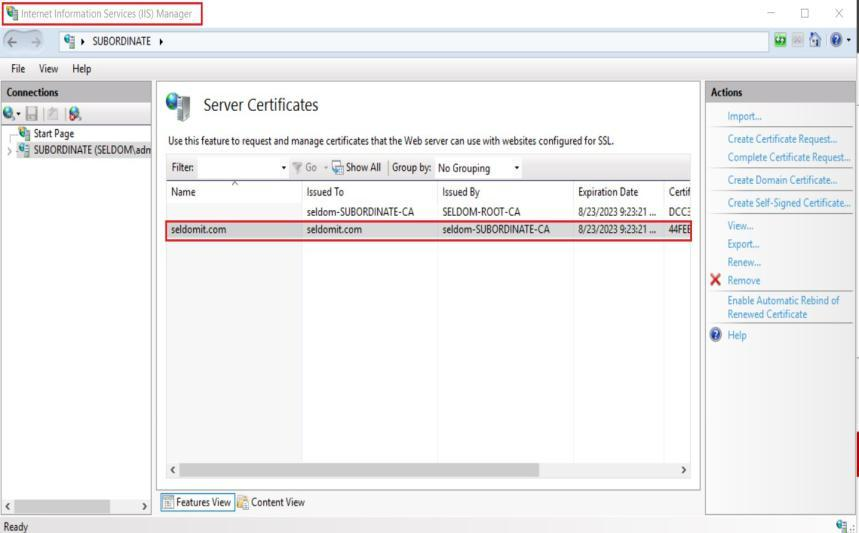 Internet Information Services (IIS) Manager
SUBORDINATE
File View Help
Connections
Start Page
SUBORDINATE (SELDOM\adn
Server Certificates
Use this feature to request and manage certificates that the Web server can use with websites configured for SSL.
Filter: Go Show All Group by: No Grouping
Name Issued To Issued By Expiration Date Certif
seldom-SUBORDINATE-CA SELDOM-ROOT-CA 8/23/2023 9:23:21 ... DCC3
seldomit.com seldomit.com seldom-SUBORDINATE-CA 8/23/2023 9:23:21 ... 44FEE
Features View Content View
Actions
Import...
Create Certificate Request...
Complete Certificate Request...
Create Domain Certificate...
Create Self-Signed Certificate...
View...
Export...
Renew...
Remove
Enable Automatic Rebind of
Renewed Certificate
Help
Ready